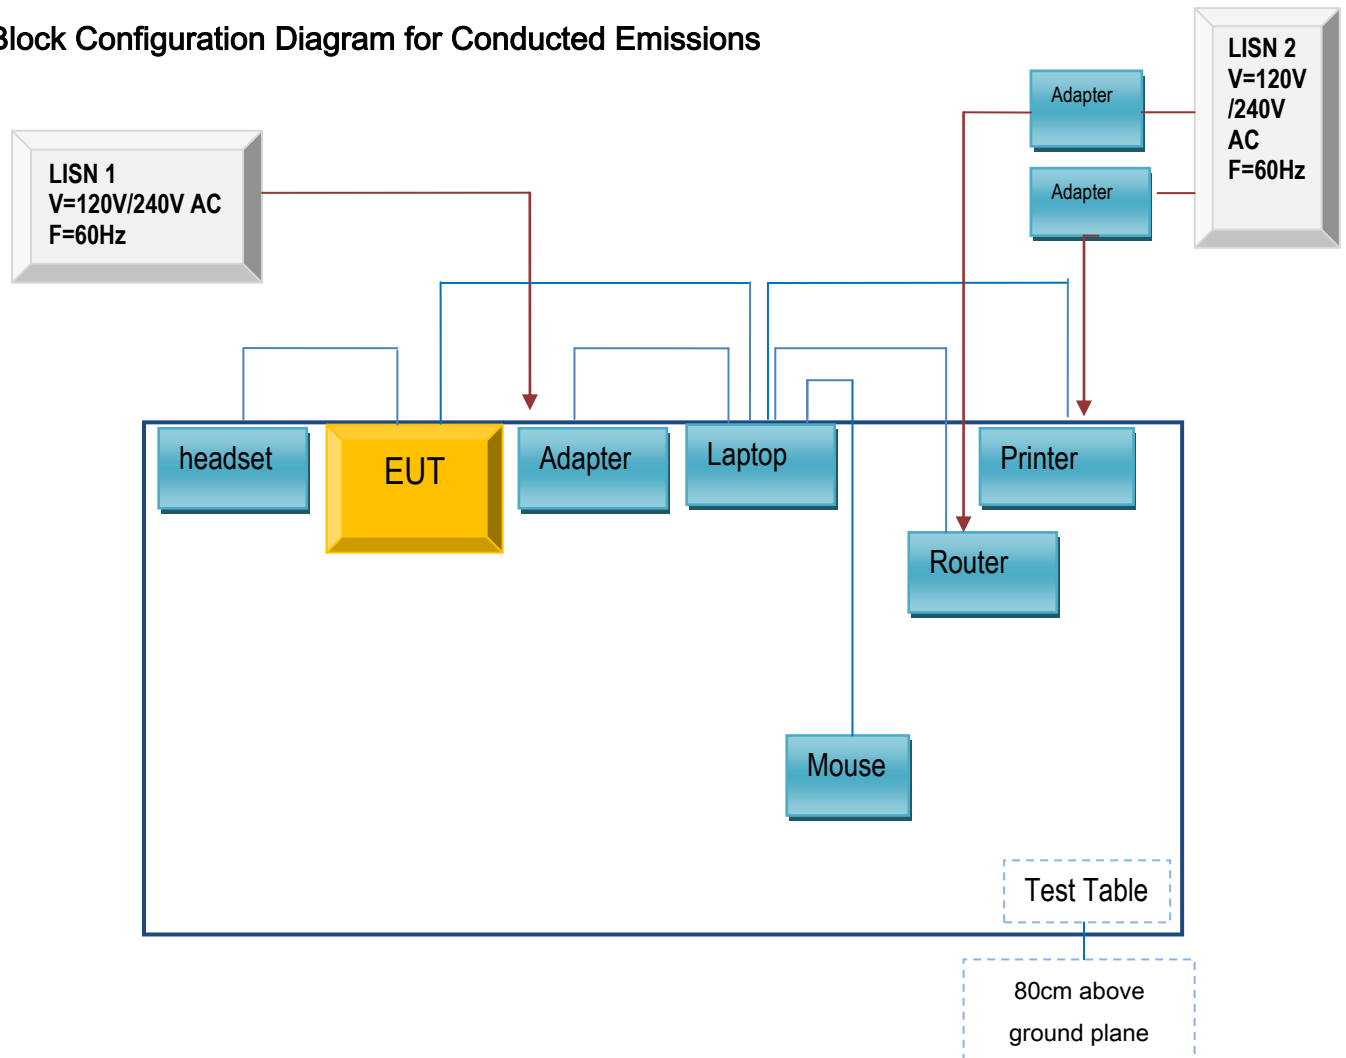 Block Configuration Diagram for Conducted Emissions
LISN 1
V=120V/240V AC
F=60Hz
Adapter
Adapter
LISN 2
V=120V
/240V
AC
F=60Hz
headset
EUT
Adapter
Laptop
Printer
Router
Mouse
Test Table
80cm above
ground plane